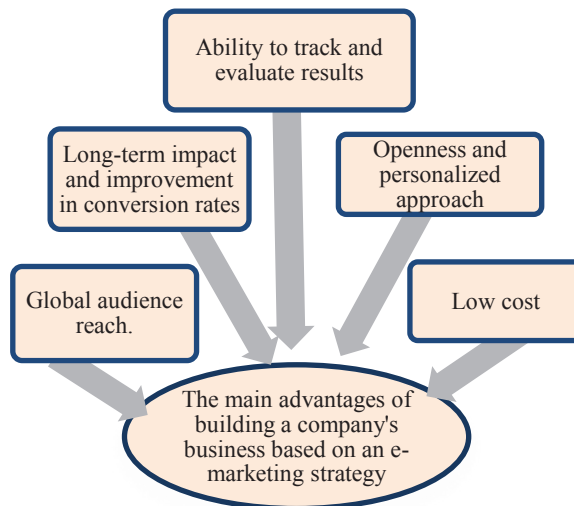 Ability to track and
evaluate results
Long-term impact
and improvement
in conversion rates
Openness and
personalized
approach
Global audience
reach.
Low cost
The main advantages of
building a company's
business based on an e-
marketing strategy